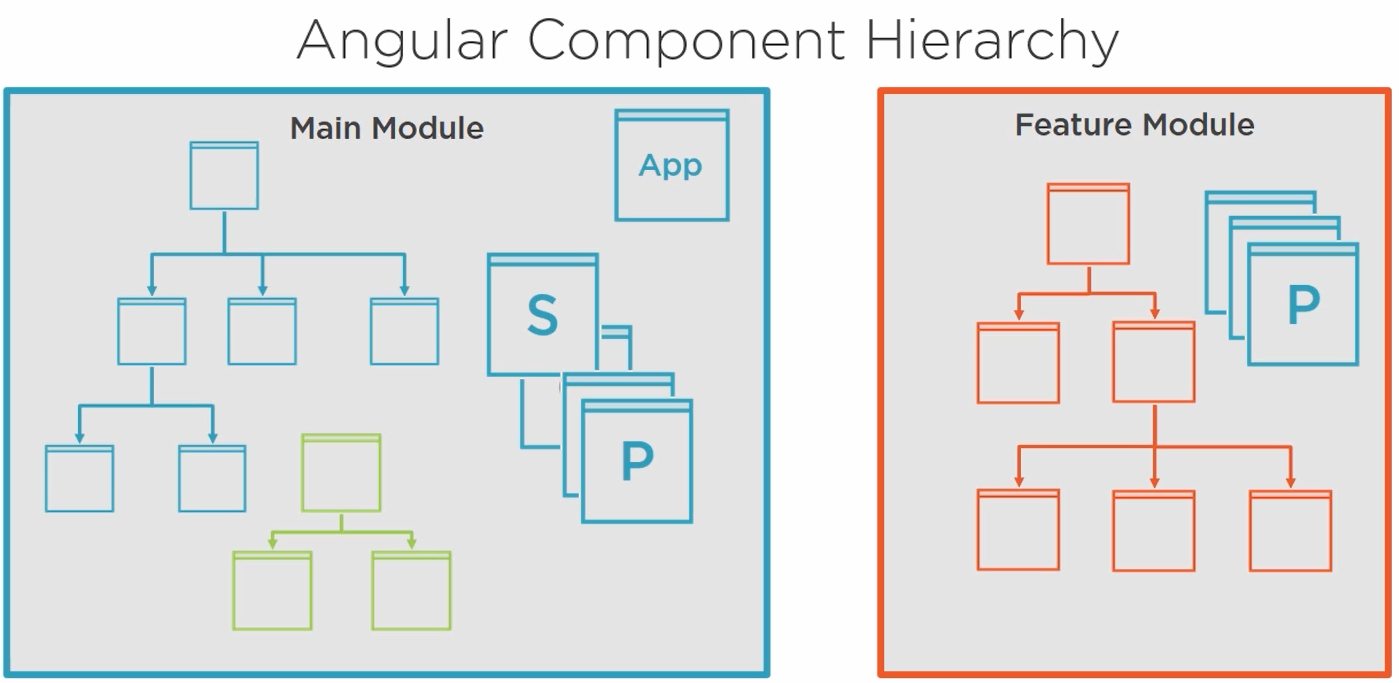 Angular Component Hierarchy
Main Module
App
S
P
Feature Module
P